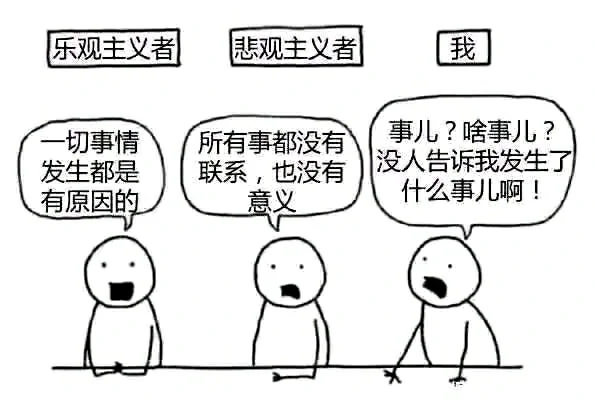 乐观主义者
悲观主义者
我
一切事情
发生都是
有原因的
所有事都没有
联系，也没有
意义
事儿？啥事儿？
没人告诉我发生了
什么事儿啊！